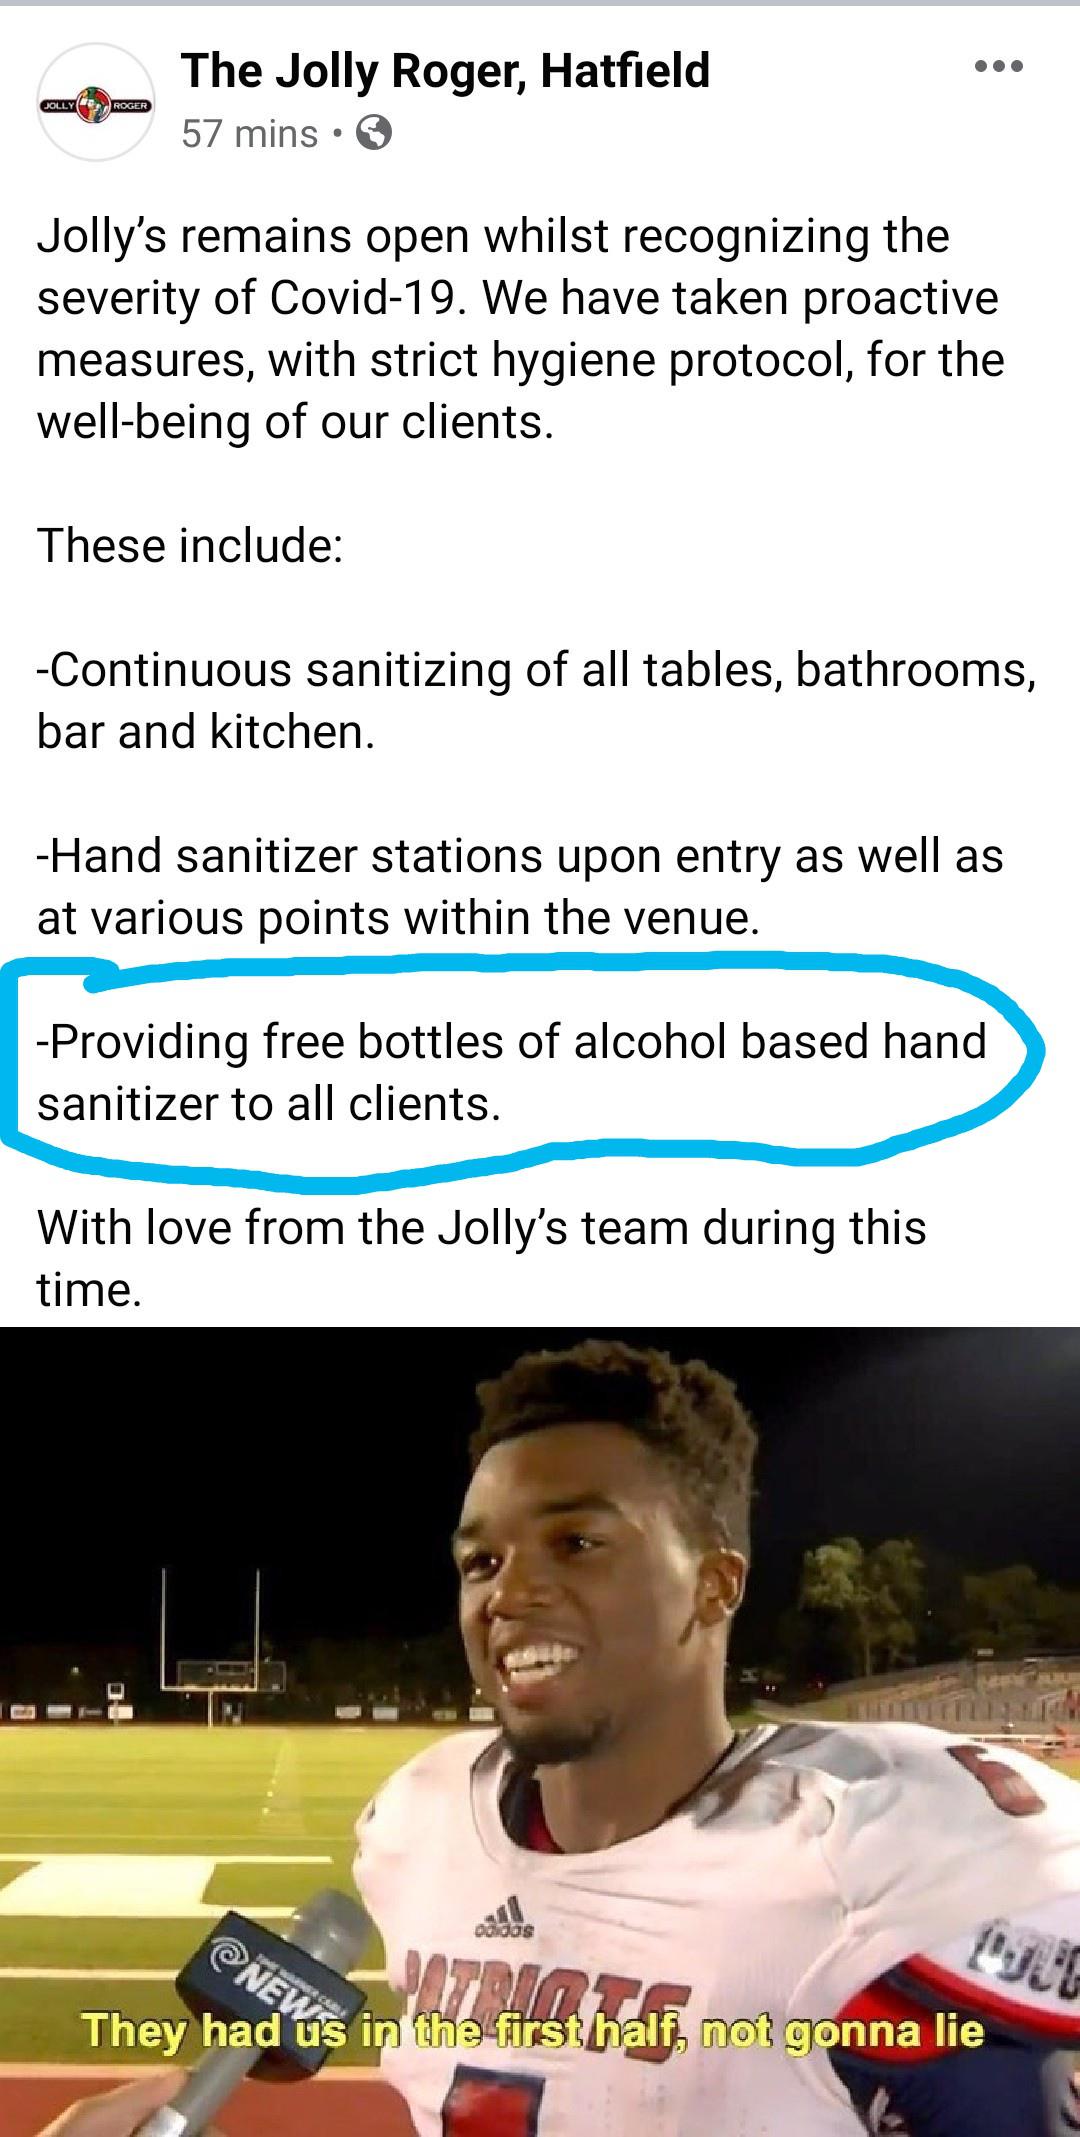 JOLLY ROGER
The Jolly Roger, Hatfield
57 mins •
Jolly’s remains open whilst recognizing the
severity of Covid-19. We have taken proactive
measures, with strict hygiene protocol, for the
well-being of our clients.
These include:
-Continuous sanitizing of all tables, bathrooms,
bar and kitchen.
-Hand sanitizer stations upon entry as well as
at various points within the venue.
-Providing free bottles of alcohol based hand
sanitizer to all clients.
With love from the Jolly’s team during this
time.
6
adidas
PATRIOTS
NEWS
They had us in the first half, not gonna lie